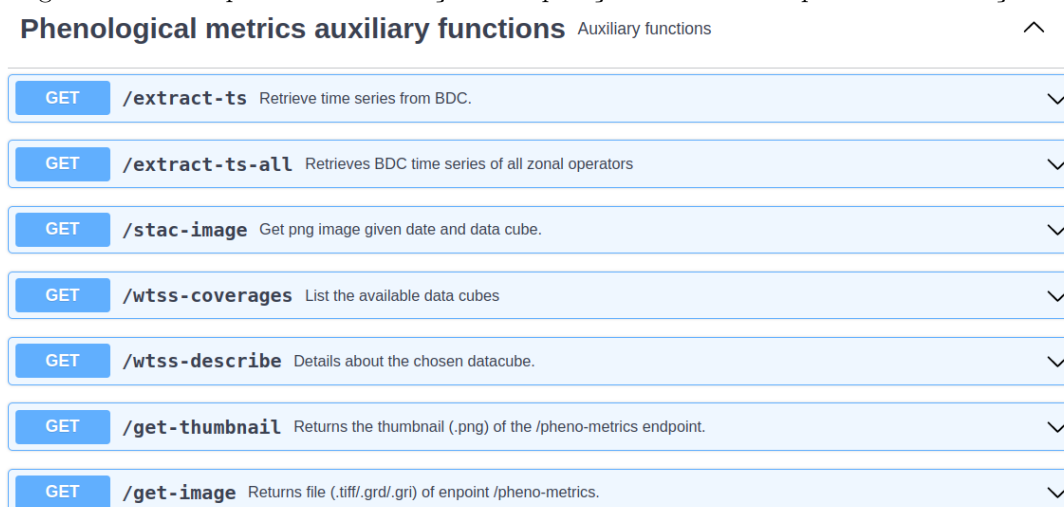 Phenological metrics auxiliary functions Auxiliary functions
GET /extract-ts Retrieve time series from BDC.
GET /extract-ts-all Retrieves BDC time series of all zonal operators
GET /stac-image Get png image given date and data cube.
GET /wtss-coverages List the available data cubes
GET /wtss-describe Details about the chosen datacube.
GET /get-thumbnail Returns the thumbnail (.png) of the /pheno-metrics endpoint.
GET /get-image Returns file (.tiff/.grd/.gri) of enpoint /pheno-metrics.